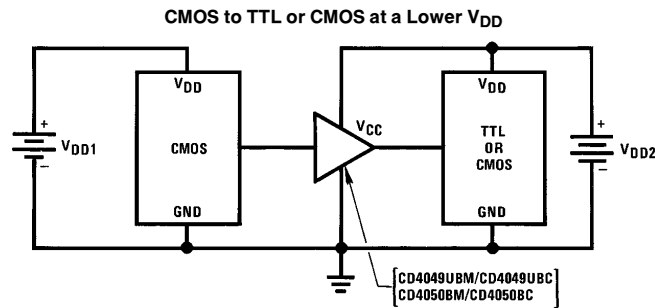 CMOS to TTL or CMOS at a Lower VDD
VDD
VDD
+
VDD1
−
CMOS
VCC
TTL
OR
CMOS
+
VDD2
−
GND
GND
CD4049UBM/CD4049UBC
CD4050BM/CD4050BC